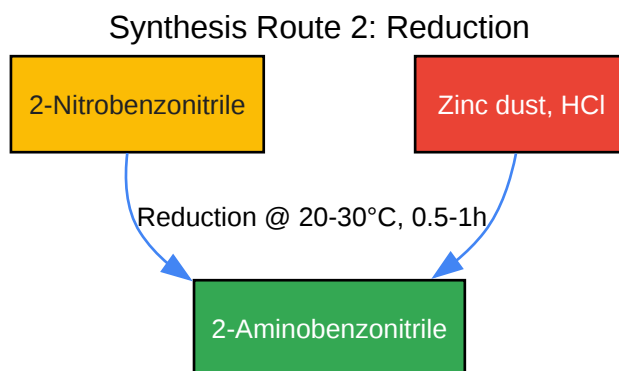 Synthesis Route 2: Reduction
2-Nitrobenzonitrile
Zinc dust, HCl
Reduction @ 20-30°C, 0.5-1h
2-Aminobenzonitrile